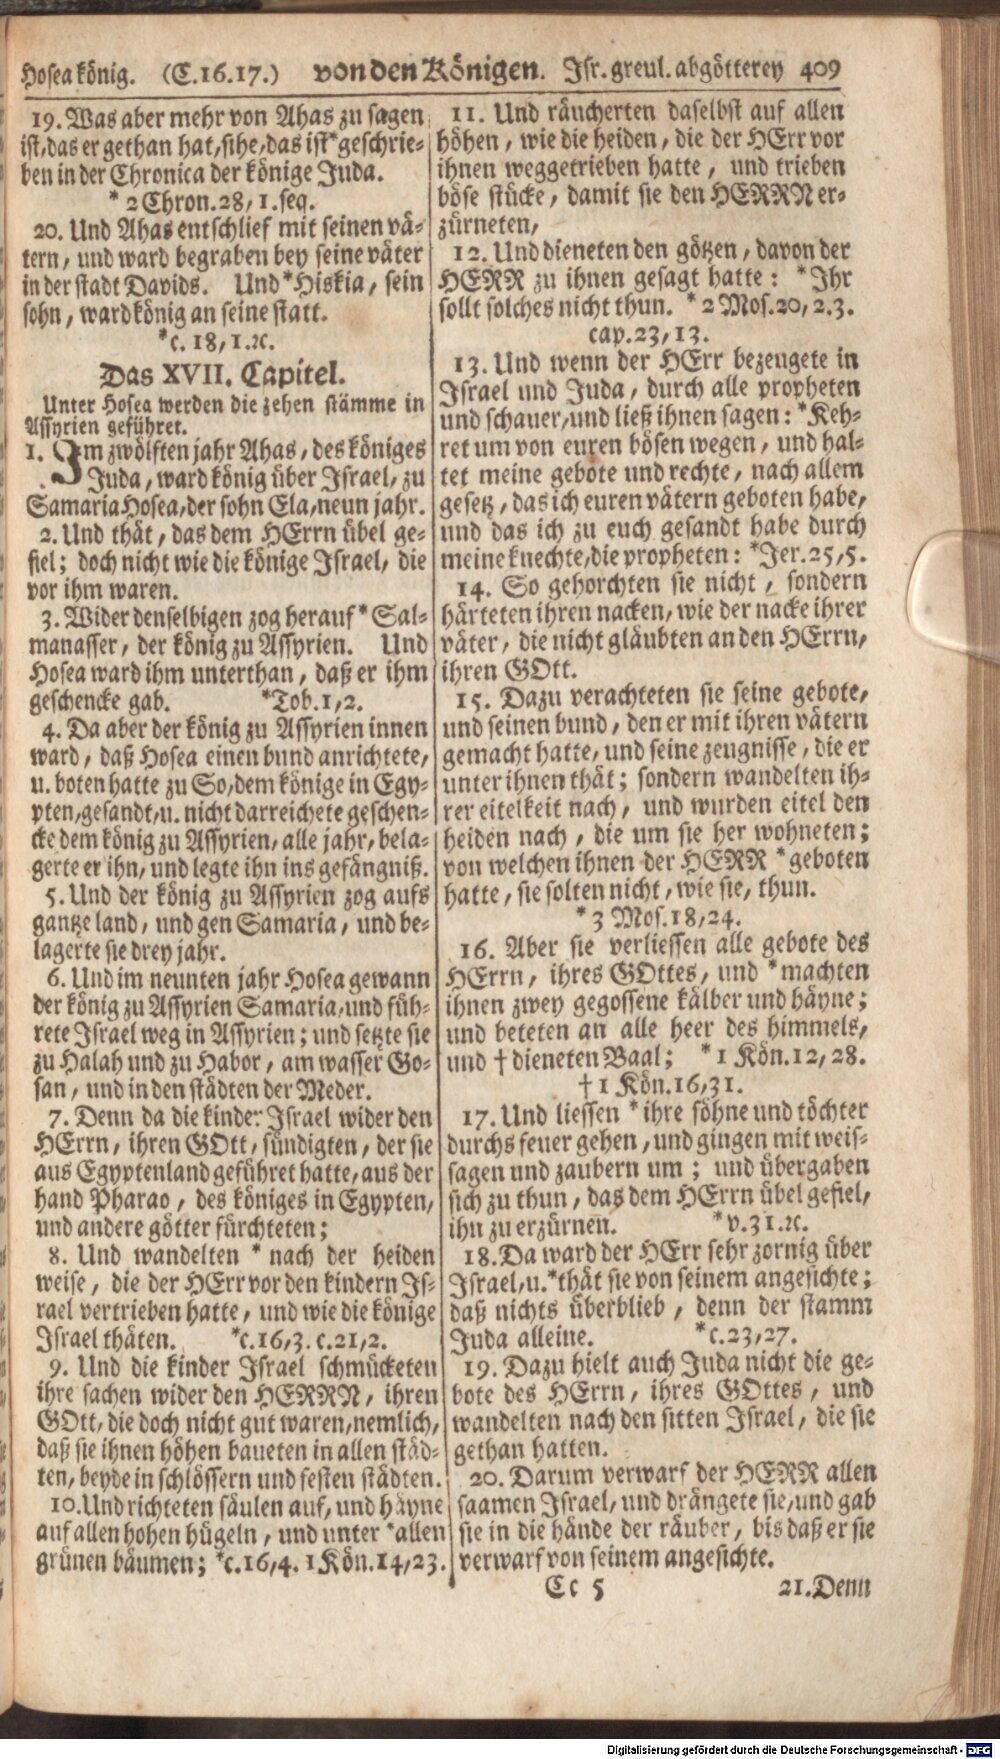 Hosea könig. (C.16.17.) von den Königen. Isr. greul. abgötterey 409
19. Was aber mehr von Ahas zu sagen
ist, das er gethan hat, sihe, das ist* geschrie-
ben in der Chronica der könige Juda.
* 2 Chron. 28, 1. seq.
20. Und Ahas entschlief mit seinen vä-
tern, und ward begraben bey seine väter
in der stadt Davids. Und * Hiskia, sein
sohn, ward könig an seine statt.
*c. 18, 1. ꝛc.
Das XVII. Capitel.
Unter Hosea werden die zehen stämme in
Assyrien geführet.
1. Im zwölften jahr Ahas, des königes
Juda, ward könig über Israel, zu
Samaria Hosea, der sohn Ela, neun jahr.
2. Und thät, das dem HErrn übel ge-
fiel; doch nicht wie die könige Israel, die
vor ihm waren.
3. Wider denselbigen zog herauf * Sal-
manasser, der könig zu Assyrien. Und
Hosea ward ihm unterthan, daß er ihm
geschencke gab. *Tob. 1, 2.
4. Da aber der könig zu Assyrien innen
ward, daß Hosea einen bund anrichtete,
u. boten hatte zu So, dem könige in Egy-
pten, gesandt, u. nicht darreichete geschen-
cke dem könig zu Assyrien, alle jahr, bela-
gerte er ihn, und legte ihn ins gefängniß.
5. Und der könig zu Assyrien zog aufs
gantze land, und gen Samaria, und be-
lagerte sie drey jahr.
6. Und im neunten jahr Hosea gewann
der könig zu Assyrien Samaria, und füh-
rete Israel weg in Assyrien; und setzte sie
zu Halah und zu Habor, am wasser Go-
san, und in den städten der Meder.
7. Denn da die kinder Israel wider den
HErrn, ihren GOtt, sündigten, der sie
aus Egyptenland geführet hatte, aus der
hand Pharao, des königes in Egypten,
und andere götter fürchteten;
8. Und wandelten * nach der heiden
weise, die der HErr vor den kindern Is-
rael vertrieben hatte, und wie die könige
Israel thäten. *c. 16, 3. c. 21, 2.
9. Und die kinder Israel schmücketen
ihre sachen wider den HERRN, ihren
GOtt, die doch nicht gut waren, nemlich,
daß sie ihnen höhen baueten in allen städ-
ten, beyde in schlössern und festen städten.
10. Und richteten säulen auf, und häyne
auf allen hohen hügeln, und unter *allen
grünen bäumen; *c. 16, 4. 1 Kön. 14, 23.
11. Und räucherten daselbst auf allen
höhen, wie die heiden, die der HErr vor
ihnen weggetrieben hatte, und trieben
böse stücke, damit sie den HERRN er-
zürneten,
12. Und dieneten den götzen, davon der
HERR zu ihnen gesagt hatte: *Ihr
sollt solches nicht thun. * 2 Mos. 20, 2. 3.
cap. 23, 13.
13. Und wenn der HErr bezeugete in
Israel und Juda, durch alle propheten
und schauer, und ließ ihnen sagen: *Keh-
ret um von euren bösen wegen, und hal-
tet meine gebote und rechte, nach allem
gesetz, das ich euren vätern geboten habe,
und das ich zu euch gesandt habe durch
meine knechte, die propheten: *Jer. 25, 5.
14. So gehorchten sie nicht, sondern
härteten ihren nacken, wie der nacke ihrer
väter, die nicht gläubten an den HErrn,
ihren GOtt.
15. Dazu verachteten sie seine gebote,
und seinen bund, den er mit ihren vätern
gemacht hatte, und seine zeugnisse, die er
unter ihnen thät; sondern wandelten ih-
rer eitelkeit nach, und wurden eitel den
heiden nach, die um sie her wohneten;
von welchen ihnen der HERR * geboten
hatte, sie solten nicht, wie sie, thun.
* 3 Mos. 18, 24.
16. Aber sie verliessen alle gebote des
HErrn, ihres GOttes, und *machten
ihnen zwey gegossene kälber und häyne;
und beteten an alle heer des himmels,
und † dieneten Baal; * 1 Kön. 12, 28.
† 1 Kön. 16, 31.
17. Und liessen * ihre söhne und töchter
durchs feuer gehen, und gingen mit weis-
sagen und zaubern um; und übergaben
sich zu thun, das dem HErrn übel gefiel,
ihn zu erzürnen. *v. 31. ꝛc.
18. Da ward der HErr sehr zornig über
Israel, u. *thät sie von seinem angesichte;
daß nichts überblieb, denn der stamm
Juda alleine. *c. 23, 27.
19. Dazu hielt auch Juda nicht die ge-
bote des HErrn, ihres GOttes, und
wandelten nach den sitten Israel, die sie
gethan hatten.
20. Darum verwarf der HERR allen
saamen Israel, und drängete sie, und gab
sie in die hände der räuber, bis daß er sie
verwarf von seinem angesichte.
Cc 5 21. Denn
Digitalisierung gefördert durch die Deutsche Forschungsgemeinschaft - DFG